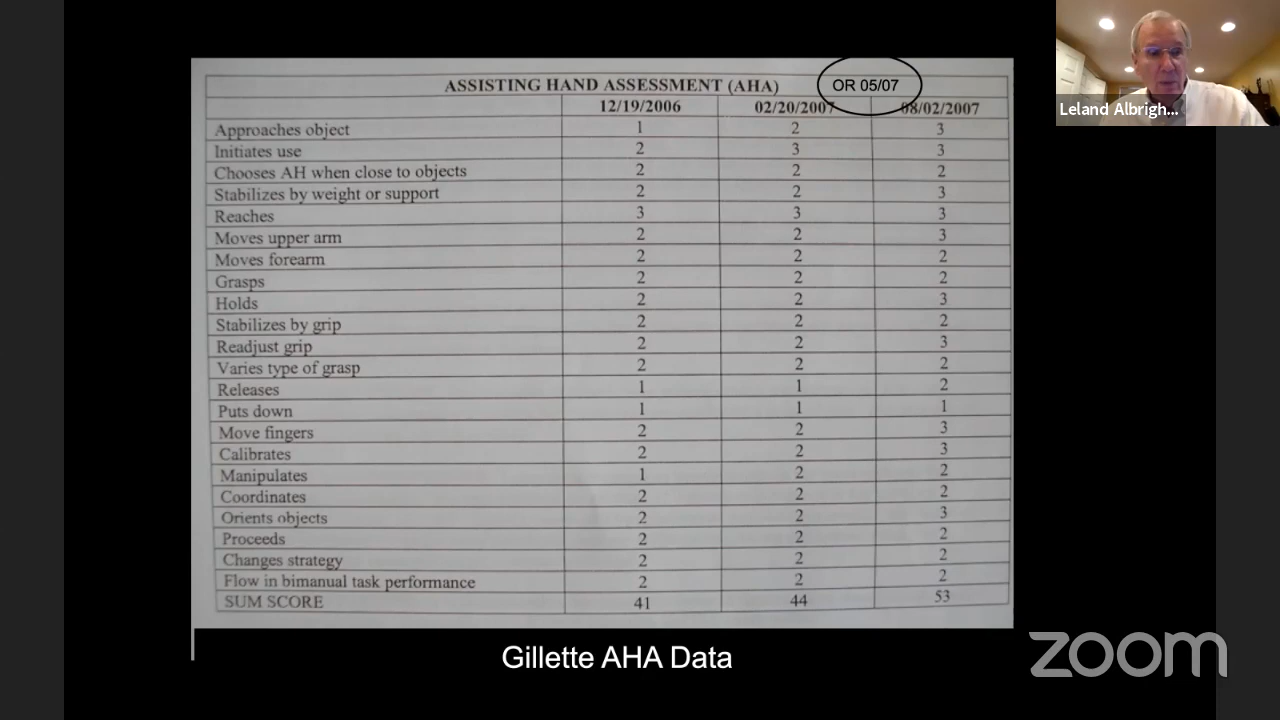 ASSISTING HAND ASSESSMENT (AHA) OR 05/07
12/19/2006 02/20/2007 08/02/2007
Approaches object 1 2 3
Initiates use 2 3 3
Chooses AH when close to objects 2 2 2
Stabilizes by weight or support 2 2 3
Reaches 3 3 3
Moves upper arm 2 2 3
Moves forearm 2 2 2
Grasps 2 2 2
Holds 2 2 3
Stabilizes by grip 2 2 2
Readjust grip 2 2 3
Varies type of grasp 2 2 2
Releases 1 1 2
Puts down 1 1 1
Move fingers 2 2 3
Calibrates 2 2 3
Manipulates 1 2 2
Coordinates 2 2 2
Orients objects 2 2 3
Proceeds 2 2 2
Changes strategy 2 2 2
Flow in bimanual task performance 2 2 2
SUM SCORE 41 44 53
Gillette AHA Data
Leland Albrigh...
zoom